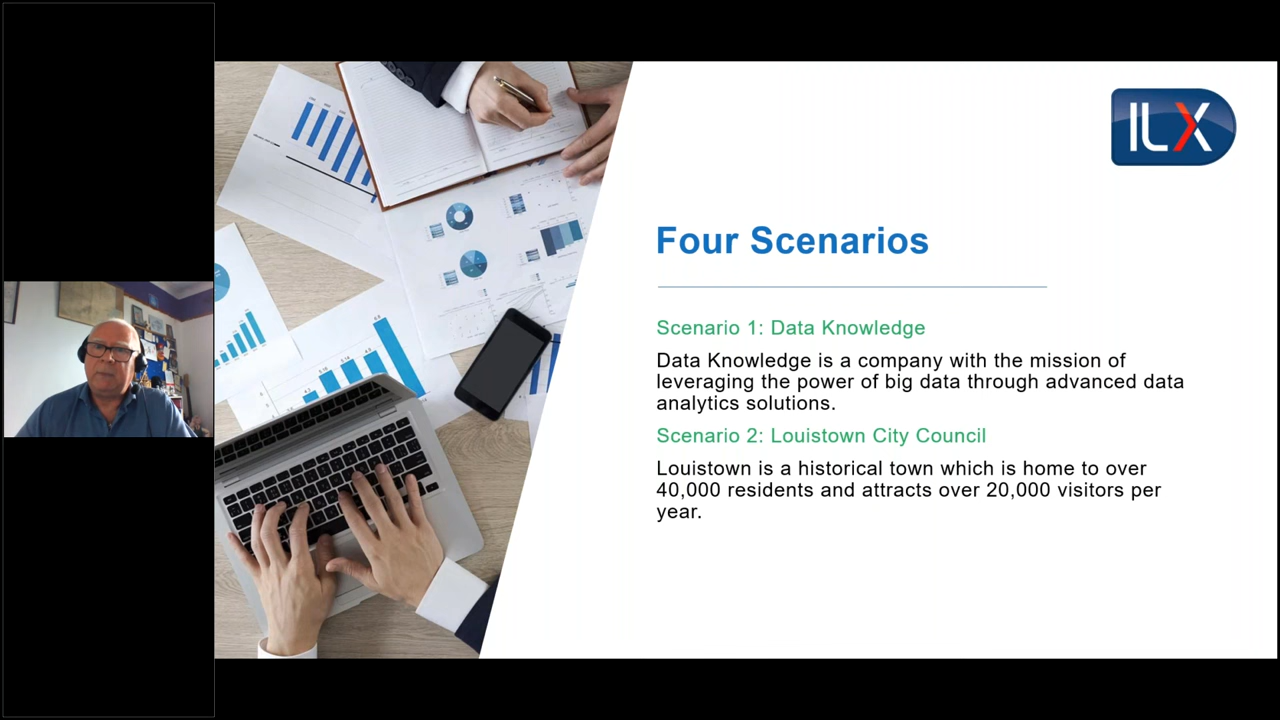 ILX
Four Scenarios
Scenario 1: Data Knowledge
Data Knowledge is a company with the mission of
leveraging the power of big data through advanced data
analytics solutions.
Scenario 2: Louistown City Council
Louistown is a historical town which is home to over
40,000 residents and attracts over 20,000 visitors per
year.